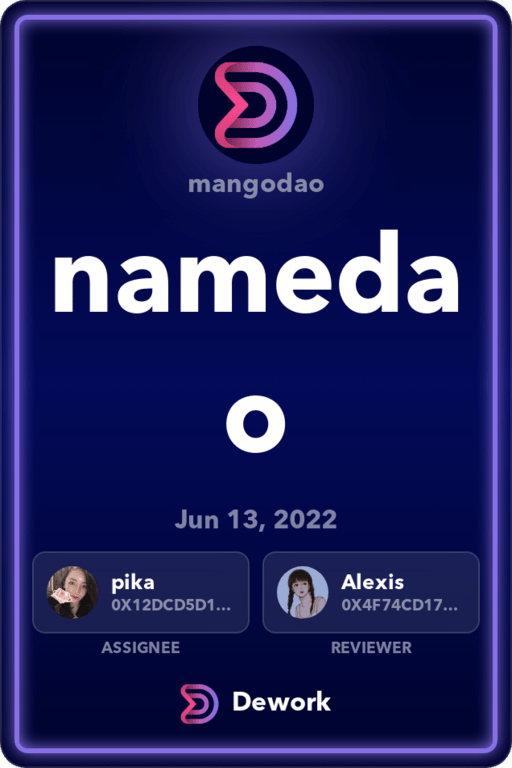 mangodao
nameda
o
Jun 13, 2022
pika
0X12DCD5D1...
Alexis
0X4F74CD17...
ASSIGNEE
REVIEWER
Dework